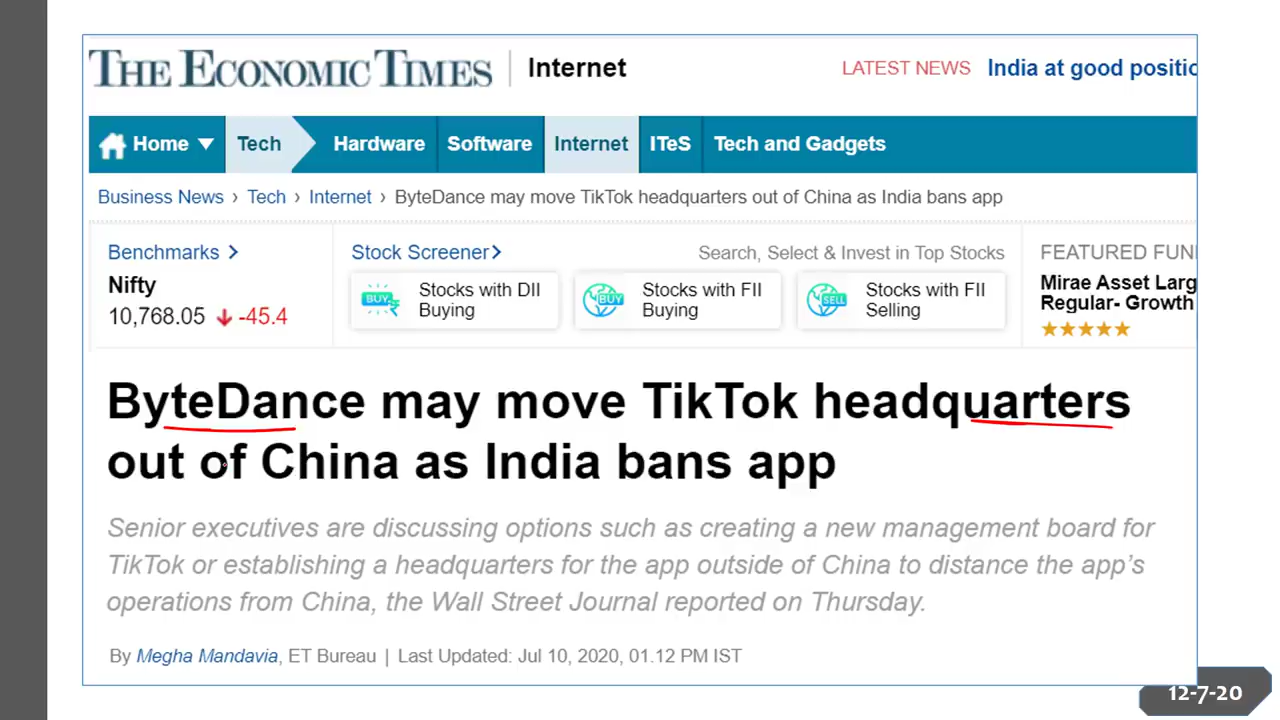 THE ECONOMIC TIMES | Internet LATEST NEWS India at good positio
Home Tech Hardware Software Internet ITeS Tech and Gadgets
Business News › Tech › Internet › ByteDance may move TikTok headquarters out of China as India bans app
Benchmarks Stock Screener Search, Select & Invest in Top Stocks FEATURED FUN
Nifty
10,768.05 -45.4
Stocks with DII
Buying
Stocks with FII
Buying
Stocks with FII
Selling
BUY
BUY
SELL
Mirae Asset Larg
Regular- Growth
★★★★★
ByteDance may move TikTok headquarters
out of China as India bans app
Senior executives are discussing options such as creating a new management board for
TikTok or establishing a headquarters for the app outside of China to distance the app's
operations from China, the Wall Street Journal reported on Thursday.
By Megha Mandavia, ET Bureau | Last Updated: Jul 10, 2020, 01.12 PM IST
12-7-20